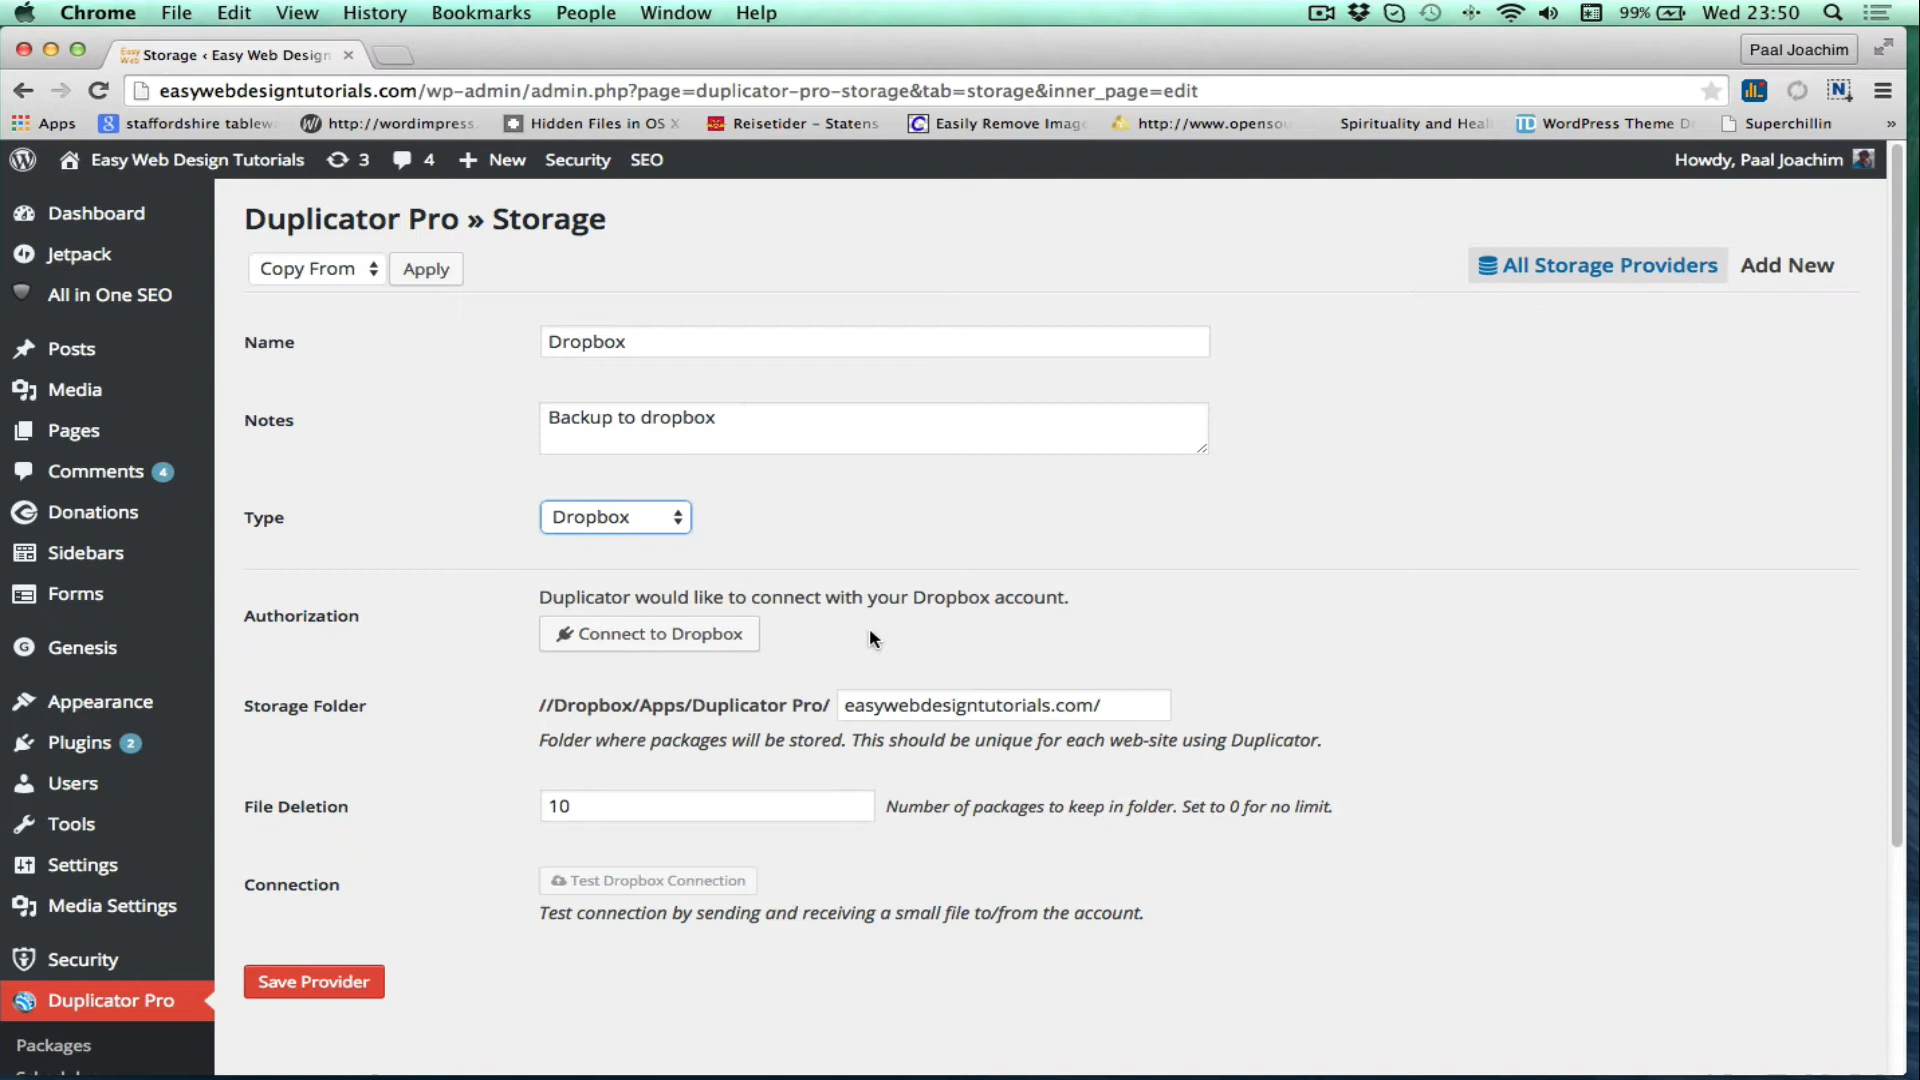 Chrome File Edit View History Bookmarks People Window Help 99% Wed 23:50
Storage ‹ Easy Web Design Paal Joachim
easywebdesigntutorials.com/wp-admin/admin.php?page=duplicator-pro-storage&tab=storage&inner_page=edit
Apps staffordshire tablew http://wordimpress. Hidden Files in OS X Reisetider – Statens Easily Remove Image http://www.openso Spirituality and Heal WordPress Theme D Superchillin »
Easy Web Design Tutorials 3 4 New Security SEO Howdy, Paal Joachim
Dashboard
Jetpack
All in One SEO
Posts
Media
Pages
Comments 4
Donations
Sidebars
Forms
Genesis
Appearance
Plugins 2
Users
Tools
Settings
Media Settings
Security
Duplicator Pro
Packages
Duplicator Pro » Storage
Copy From Apply All Storage Providers Add New
Name Dropbox
Notes Backup to dropbox
Type Dropbox
Authorization Duplicator would like to connect with your Dropbox account.
Connect to Dropbox
Storage Folder //Dropbox/Apps/Duplicator Pro/ easywebdesigntutorials.com/
Folder where packages will be stored. This should be unique for each web-site using Duplicator.
File Deletion 10 Number of packages to keep in folder. Set to 0 for no limit.
Connection Test Dropbox Connection
Test connection by sending and receiving a small file to/from the account.
Save Provider